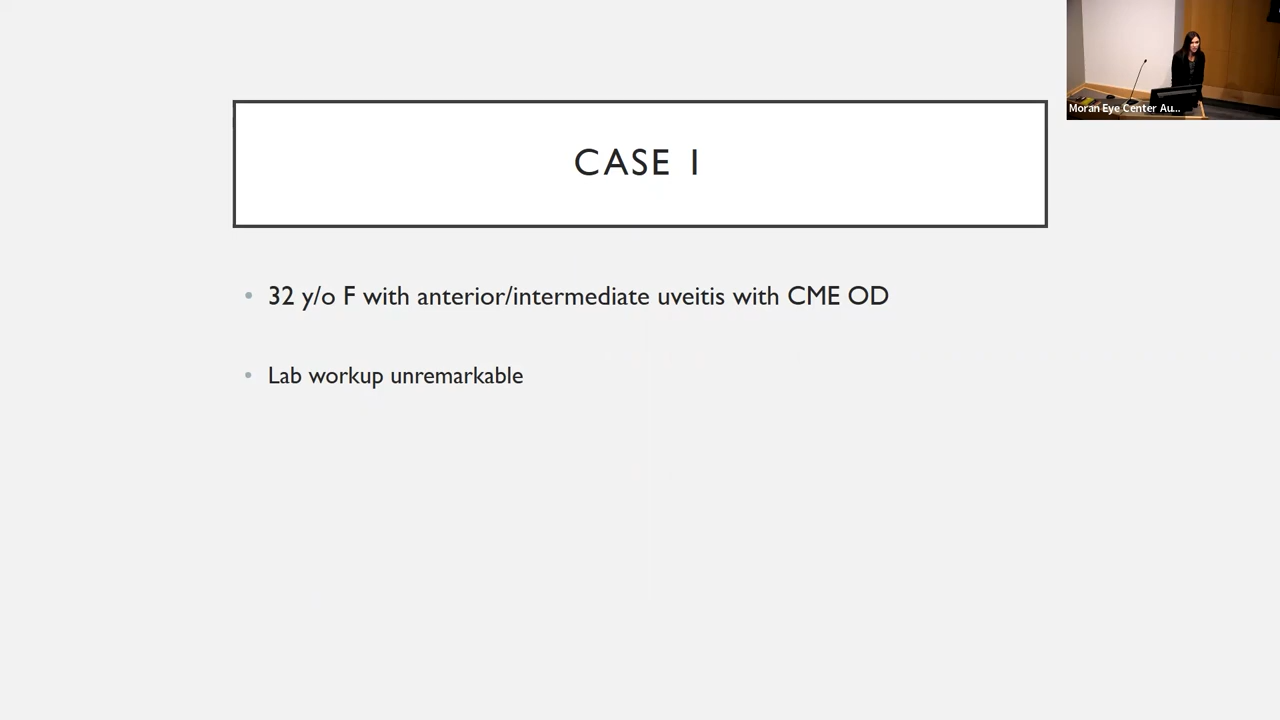 Moran Eye Center Au...
CASE 1
• 32 y/o F with anterior/intermediate uveitis with CME OD
• Lab workup unremarkable